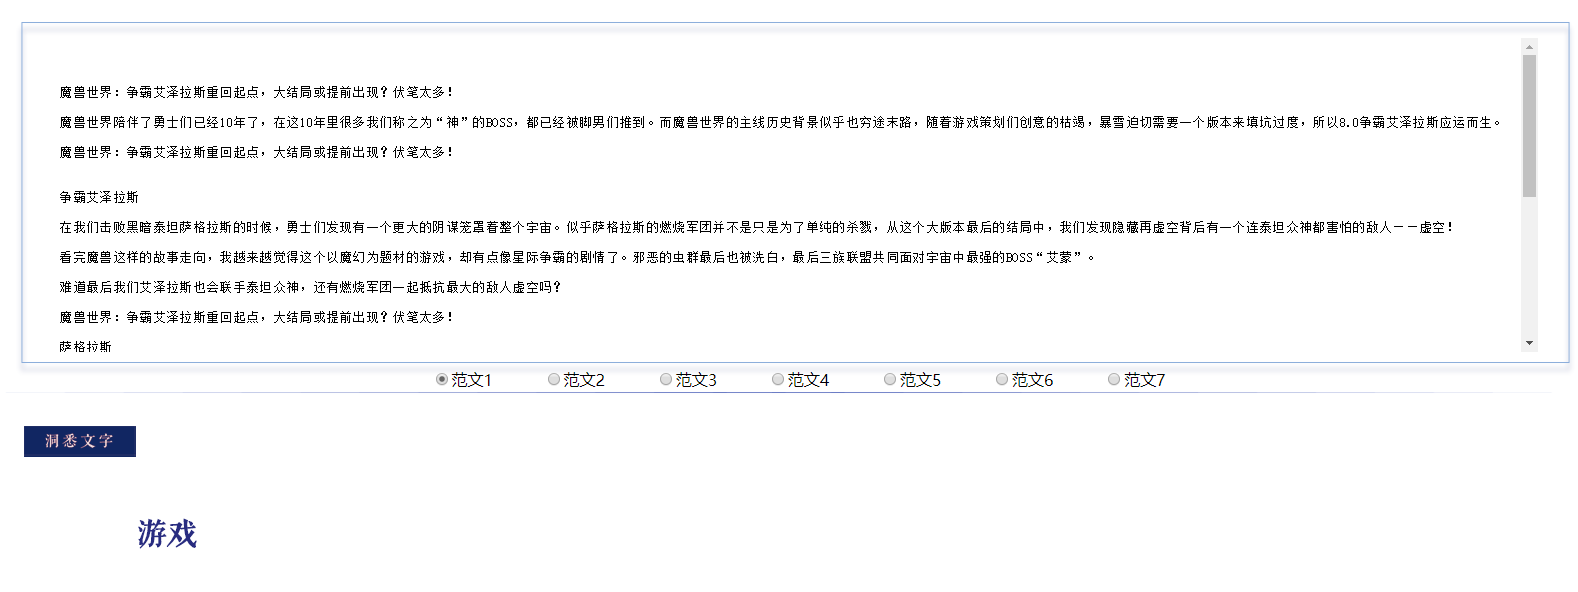 魔兽世界：争霸艾泽拉斯重回起点，大结局或提前出现？伏笔太多！
魔兽世界陪伴了勇士们已经10年了，在这10年里很多我们称之为“神”的BOSS，都已经被脚男们推到。而魔兽世界的主线历史背景似乎也穷途末路，随着游戏策划们创意的枯竭，暴雪迫切需要一个版本来填坑过度，所以8.0争霸艾泽拉斯应运而生。
魔兽世界：争霸艾泽拉斯重回起点，大结局或提前出现？伏笔太多！
争霸艾泽拉斯
在我们击败黑暗泰坦萨格拉斯的时候，勇士们发现有一个更大的阴谋笼罩着整个宇宙。似乎萨格拉斯的燃烧军团并不是只是为了单纯的杀戮，从这个大版本最后的结局中，我们发现隐藏再虚空背后有一个连泰坦众神都害怕的敌人——虚空！
看完魔兽这样的故事走向，我越来越觉得这个以魔幻为题材的游戏，却有点像星际争霸的剧情了。邪恶的虫群最后也被洗白，最后三族联盟共同面对宇宙中最强的BOSS“艾蒙”。
难道最后我们艾泽拉斯也会联手泰坦众神，还有燃烧军团一起抵抗最大的敌人虚空吗？
魔兽世界：争霸艾泽拉斯重回起点，大结局或提前出现？伏笔太多！
萨格拉斯
范文1 范文2 范文3 范文4 范文5 范文6 范文7
洞悉文字
游戏